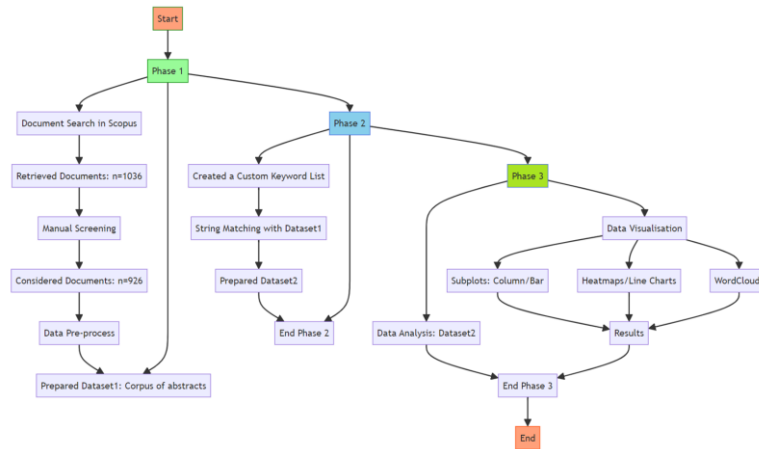 Start
Phase 1
Document Search in Scopus
Phase 2
Retrieved Documents: n=1036
Created a Custom Keyword List
Phase 3
Manual Screening
String Matching with Dataset1
Data Visualisation
Considered Documents: n=926
Prepared Dataset2
Subplots: Column/Bar
Heatmaps/Line Charts
WordCloud
Data Pre-process
End Phase 2
Data Analysis: Dataset2
Results
Prepared Dataset1: Corpus of abstracts
End Phase 3
End